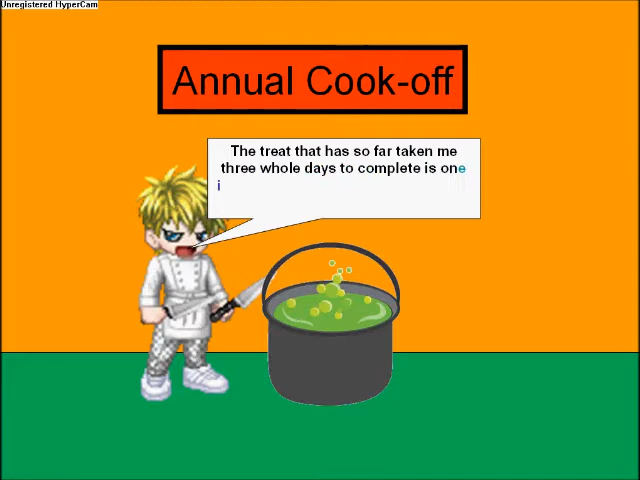 Unregistered HyperCam
Annual Cook-off
The treat that has so far taken me
three whole days to complete is one
i